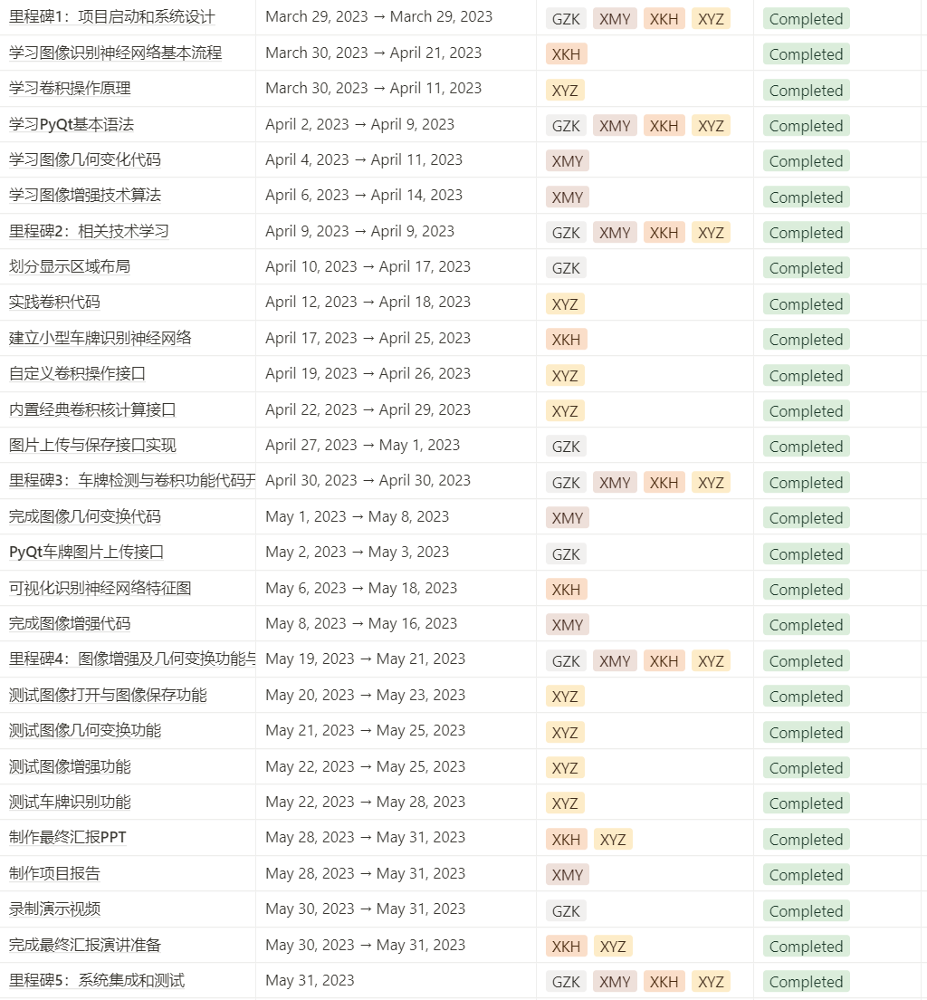 里程碑1：项目启动和系统设计 March 29, 2023 → March 29, 2023 GZK XMY XKH XYZ Completed
学习图像识别神经网络基本流程 March 30, 2023 → April 21, 2023 XKH Completed
学习卷积操作原理 March 30, 2023 → April 11, 2023 XYZ Completed
学习PyQt基本语法 April 2, 2023 → April 9, 2023 GZK XMY XKH XYZ Completed
学习图像几何变化代码 April 4, 2023 → April 11, 2023 XMY Completed
学习图像增强技术算法 April 6, 2023 → April 14, 2023 XMY Completed
里程碑2：相关技术学习 April 9, 2023 → April 9, 2023 GZK XMY XKH XYZ Completed
划分显示区域布局 April 10, 2023 → April 17, 2023 GZK Completed
实践卷积代码 April 12, 2023 → April 18, 2023 XYZ Completed
建立小型车牌识别神经网络 April 17, 2023 → April 25, 2023 XKH Completed
自定义卷积操作接口 April 19, 2023 → April 26, 2023 XYZ Completed
内置经典卷积核计算接口 April 22, 2023 → April 29, 2023 XYZ Completed
图片上传与保存接口实现 April 27, 2023 → May 1, 2023 GZK Completed
里程碑3：车牌检测与卷积功能代码开 April 30, 2023 → April 30, 2023 GZK XMY XKH XYZ Completed
完成图像几何变换代码 May 1, 2023 → May 8, 2023 XMY Completed
PyQt车牌图片上传接口 May 2, 2023 → May 3, 2023 GZK Completed
可视化识别神经网络特征图 May 6, 2023 → May 18, 2023 XKH Completed
完成图像增强代码 May 8, 2023 → May 16, 2023 XMY Completed
里程碑4：图像增强及几何变换功能与 May 19, 2023 → May 21, 2023 GZK XMY XKH XYZ Completed
测试图像打开与图像保存功能 May 20, 2023 → May 23, 2023 XYZ Completed
测试图像几何变换功能 May 21, 2023 → May 25, 2023 XYZ Completed
测试图像增强功能 May 22, 2023 → May 25, 2023 XYZ Completed
测试车牌识别功能 May 22, 2023 → May 28, 2023 XYZ Completed
制作最终汇报PPT May 28, 2023 → May 31, 2023 XKH XYZ Completed
制作项目报告 May 28, 2023 → May 31, 2023 XMY Completed
录制演示视频 May 30, 2023 → May 31, 2023 GZK Completed
完成最终汇报演讲准备 May 30, 2023 → May 31, 2023 XKH XYZ Completed
里程碑5：系统集成和测试 May 31, 2023 GZK XMY XKH XYZ Completed